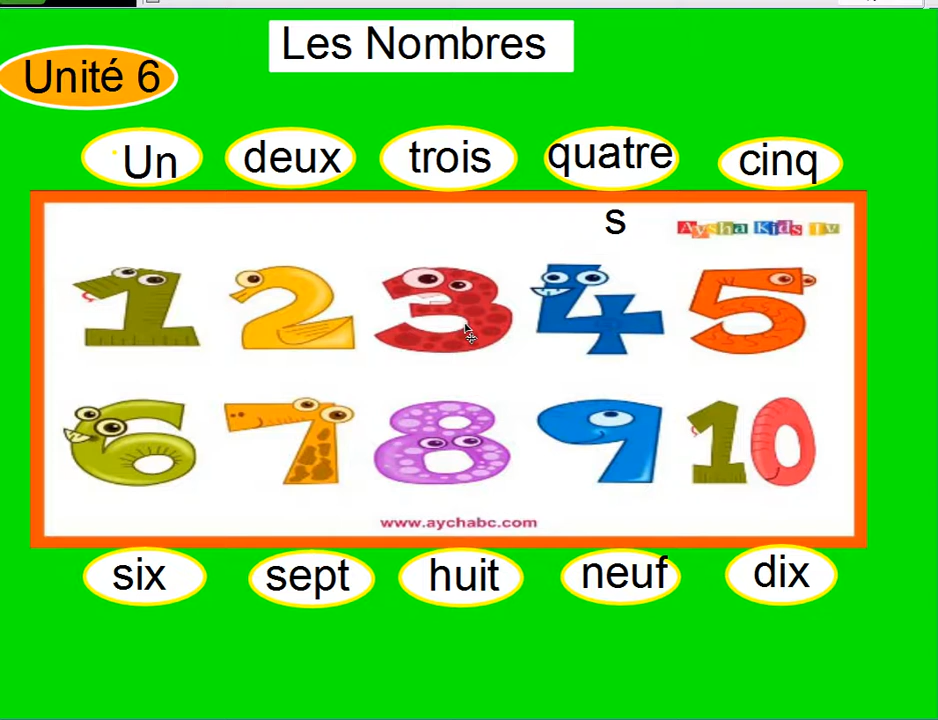 Les Nombres
Unité 6
Un deux trois quatre cinq
s
Aysha Kids Tv
1 2 3 4 5
6 7 8 9 10
www.aychabc.com
six sept huit neuf dix